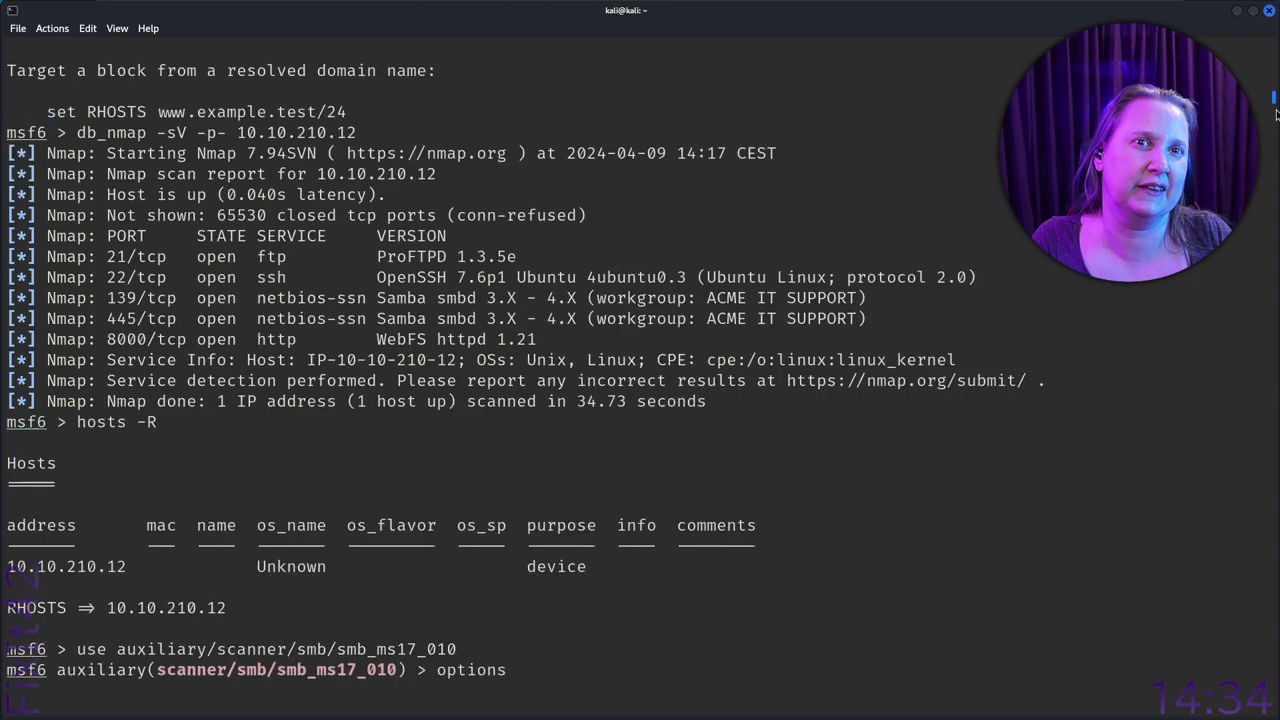 kali@kali: ~
File Actions Edit View Help
Target a block from a resolved domain name:
set RHOSTS www.example.test/24
msf6 > db_nmap -sV -p- 10.10.210.12
[*] Nmap: Starting Nmap 7.94SVN ( https://nmap.org ) at 2024-04-09 14:17 CEST
[*] Nmap: Nmap scan report for 10.10.210.12
[*] Nmap: Host is up (0.040s latency).
[*] Nmap: Not shown: 65530 closed tcp ports (conn-refused)
[*] Nmap: PORT     STATE SERVICE     VERSION
[*] Nmap: 21/tcp   open  ftp         ProFTPD 1.3.5e
[*] Nmap: 22/tcp   open  ssh         OpenSSH 7.6p1 Ubuntu 4ubuntu0.3 (Ubuntu Linux; protocol 2.0)
[*] Nmap: 139/tcp  open  netbios-ssn Samba smbd 3.X - 4.X (workgroup: ACME IT SUPPORT)
[*] Nmap: 445/tcp  open  netbios-ssn Samba smbd 3.X - 4.X (workgroup: ACME IT SUPPORT)
[*] Nmap: 8000/tcp open  http        WebFS httpd 1.21
[*] Nmap: Service Info: Host: IP-10-10-210-12; OSs: Unix, Linux; CPE: cpe:/o:linux:linux_kernel
[*] Nmap: Service detection performed. Please report any incorrect results at https://nmap.org/submit/ .
[*] Nmap: Nmap done: 1 IP address (1 host up) scanned in 34.73 seconds
msf6 > hosts -R
Hosts
=====
address mac name os_name os_flavor os_sp purpose info comments
10.10.210.12 Unknown device
RHOSTS => 10.10.210.12
msf6 > use auxiliary/scanner/smb/smb_ms17_010
msf6 auxiliary(scanner/smb/smb_ms17_010) > options
14:34